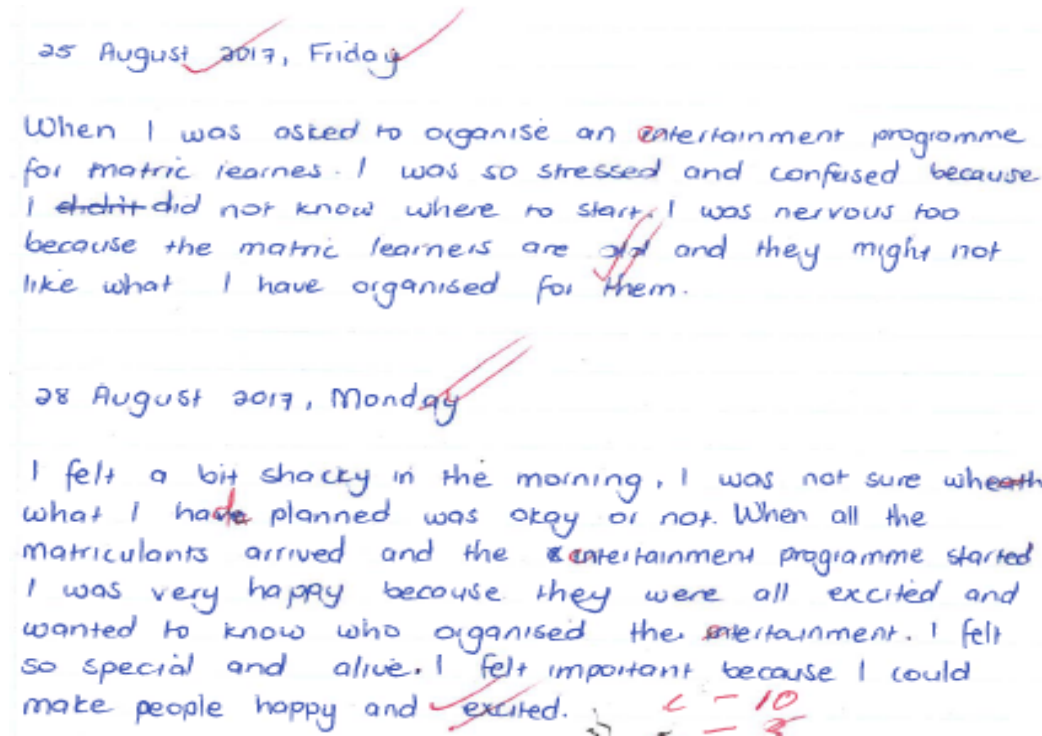 25 August 2017, Friday
When I was asked to organise an entertainment programme
for matric learnes. I was so stressed and confused because
I didn't did not know where to start. I was nervous too
because the matric learners are old and they might not
like what I have organised for them.
28 August 2017, Monday
I felt a bit shacky in the morning, I was not sure wheath
what I had planned was okay or not. When all the
matriculants arrived and the entertainment programme started
I was very happy because they were all excited and
wanted to know who organised the entertainment. I felt
so special and alive. I felt important because I could
make people happy and excited.
c - 10